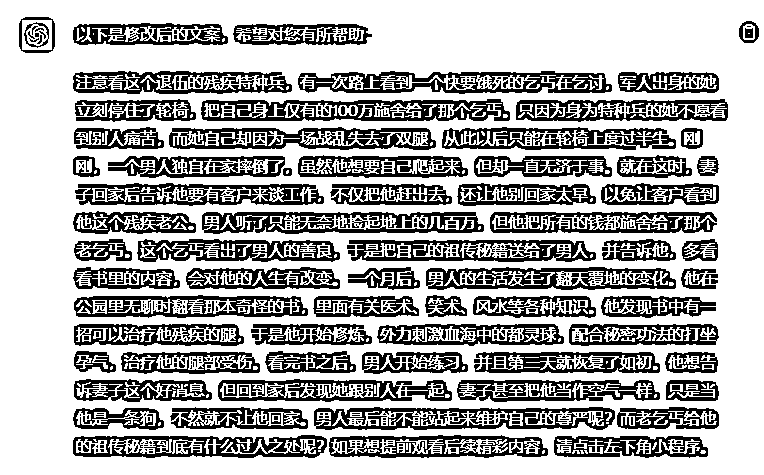 以下是修改后的文案，希望对您有所帮助
注意看这个退伍的残疾特种兵，有一次路上看到一个快要饿死的乞丐在乞讨，军人出身的她
立刻停住了轮椅，把自己身上仅有的100万施舍给了那个乞丐。只因为身为特种兵的她不愿看
到别人痛苦，而她自己却因为一场战乱失去了双腿，从此以后只能在轮椅上度过半生。刚
刚，一个男人独自在家摔倒了。虽然他想要自己爬起来，但却一直无济于事。就在这时，妻
子回家后告诉他要有客户来谈工作，不仅把他赶出去，还让他别回家太早，以免让客户看到
他这个残疾老公。男人听了只能无奈地捡起地上的几百万，但他把所有的钱都施舍给了那个
老乞丐。这个乞丐看出了男人的善良，于是把自己的祖传秘籍送给了男人，并告诉他，多看
看书里的内容，会对他的人生有改变。一个月后，男人的生活发生了翻天覆地的变化。他在
公园里无聊时翻看那本奇怪的书，里面有关医术、笑术、风水等各种知识。他发现书中有一
招可以治疗他残疾的腿，于是他开始修炼，外力刺激血海中的都灵球，配合秘密功法的打坐
孕气，治疗他的腿部受伤。看完书之后，男人开始练习，并且第二天就恢复了如初。他想告
诉妻子这个好消息，但回到家后发现她跟别人在一起，妻子甚至把他当作空气一样，只是当
他是一条狗，不然就不让他回家。男人最后能不能站起来维护自己的尊严呢？而老乞丐给他
的祖传秘籍到底有什么过人之处呢？如果想提前观看后续精彩内容，请点击左下角小程序。